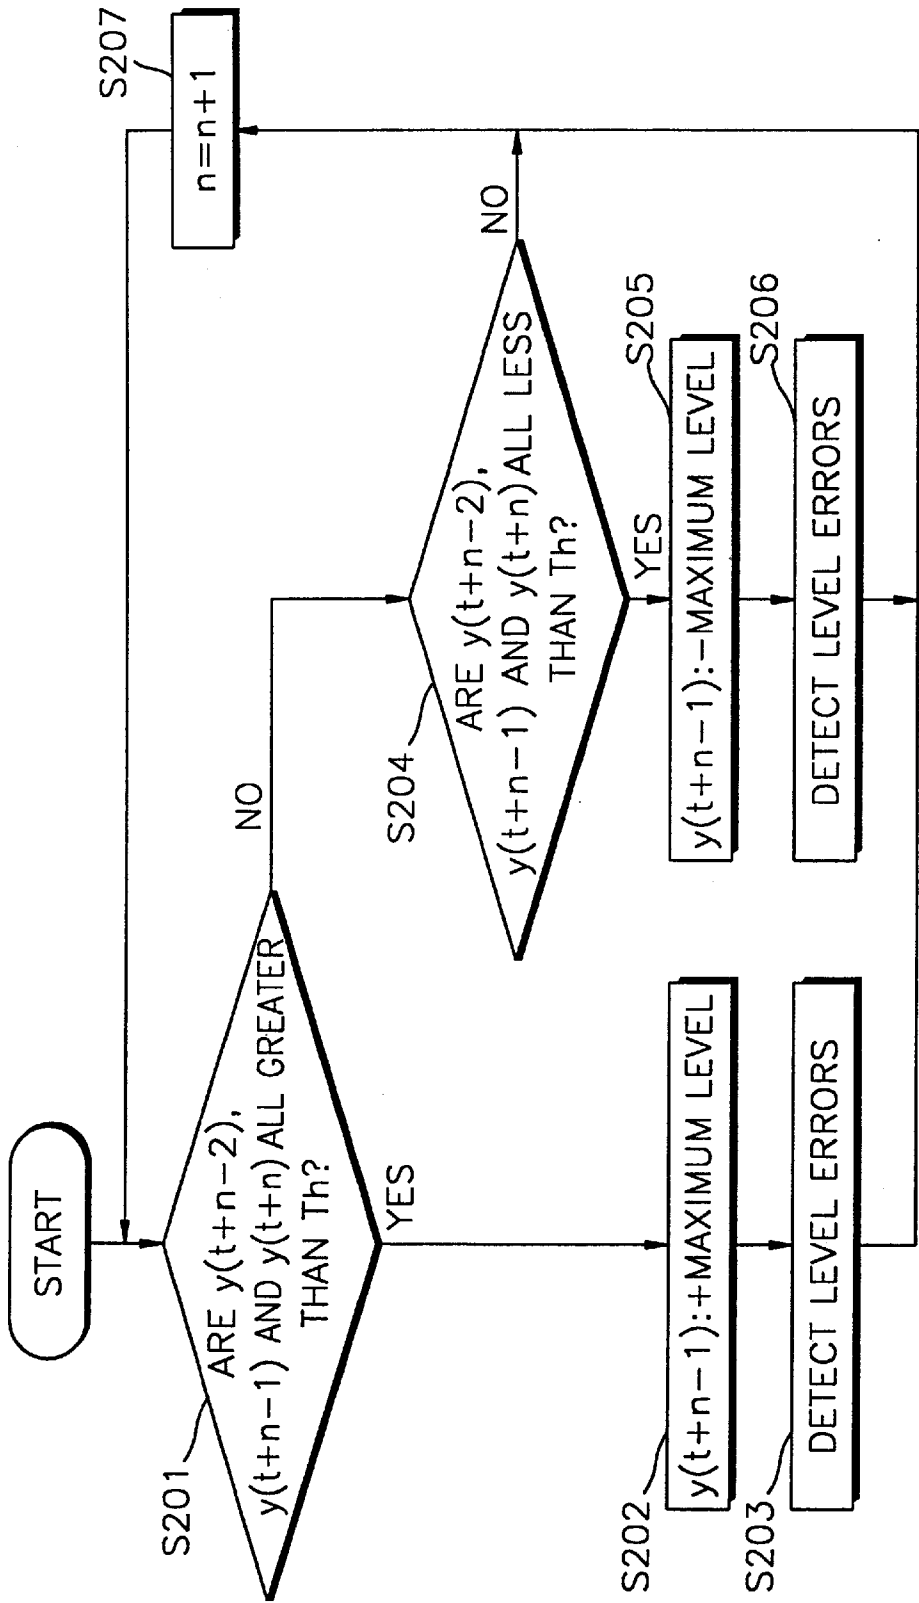 START
S201
ARE y(t+n-2),
y(t+n-1) AND y(t+n) ALL GREATER
THAN Th?
NO
YES
S202
y(t+n-1):+MAXIMUM LEVEL
S203
DETECT LEVEL ERRORS
S204
ARE y(t+n-2),
y(t+n-1) AND y(t+n) ALL LESS
THAN Th?
NO
YES
S205
y(t+n-1):-MAXIMUM LEVEL
S206
DETECT LEVEL ERRORS
S207
n=n+1